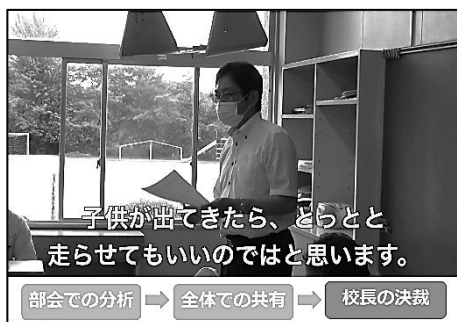 子供が出てきたら、とっとと
走らせてもいいのではと思います。
部会での分析 ➡ 全体での共有 ➡ 校長の決裁